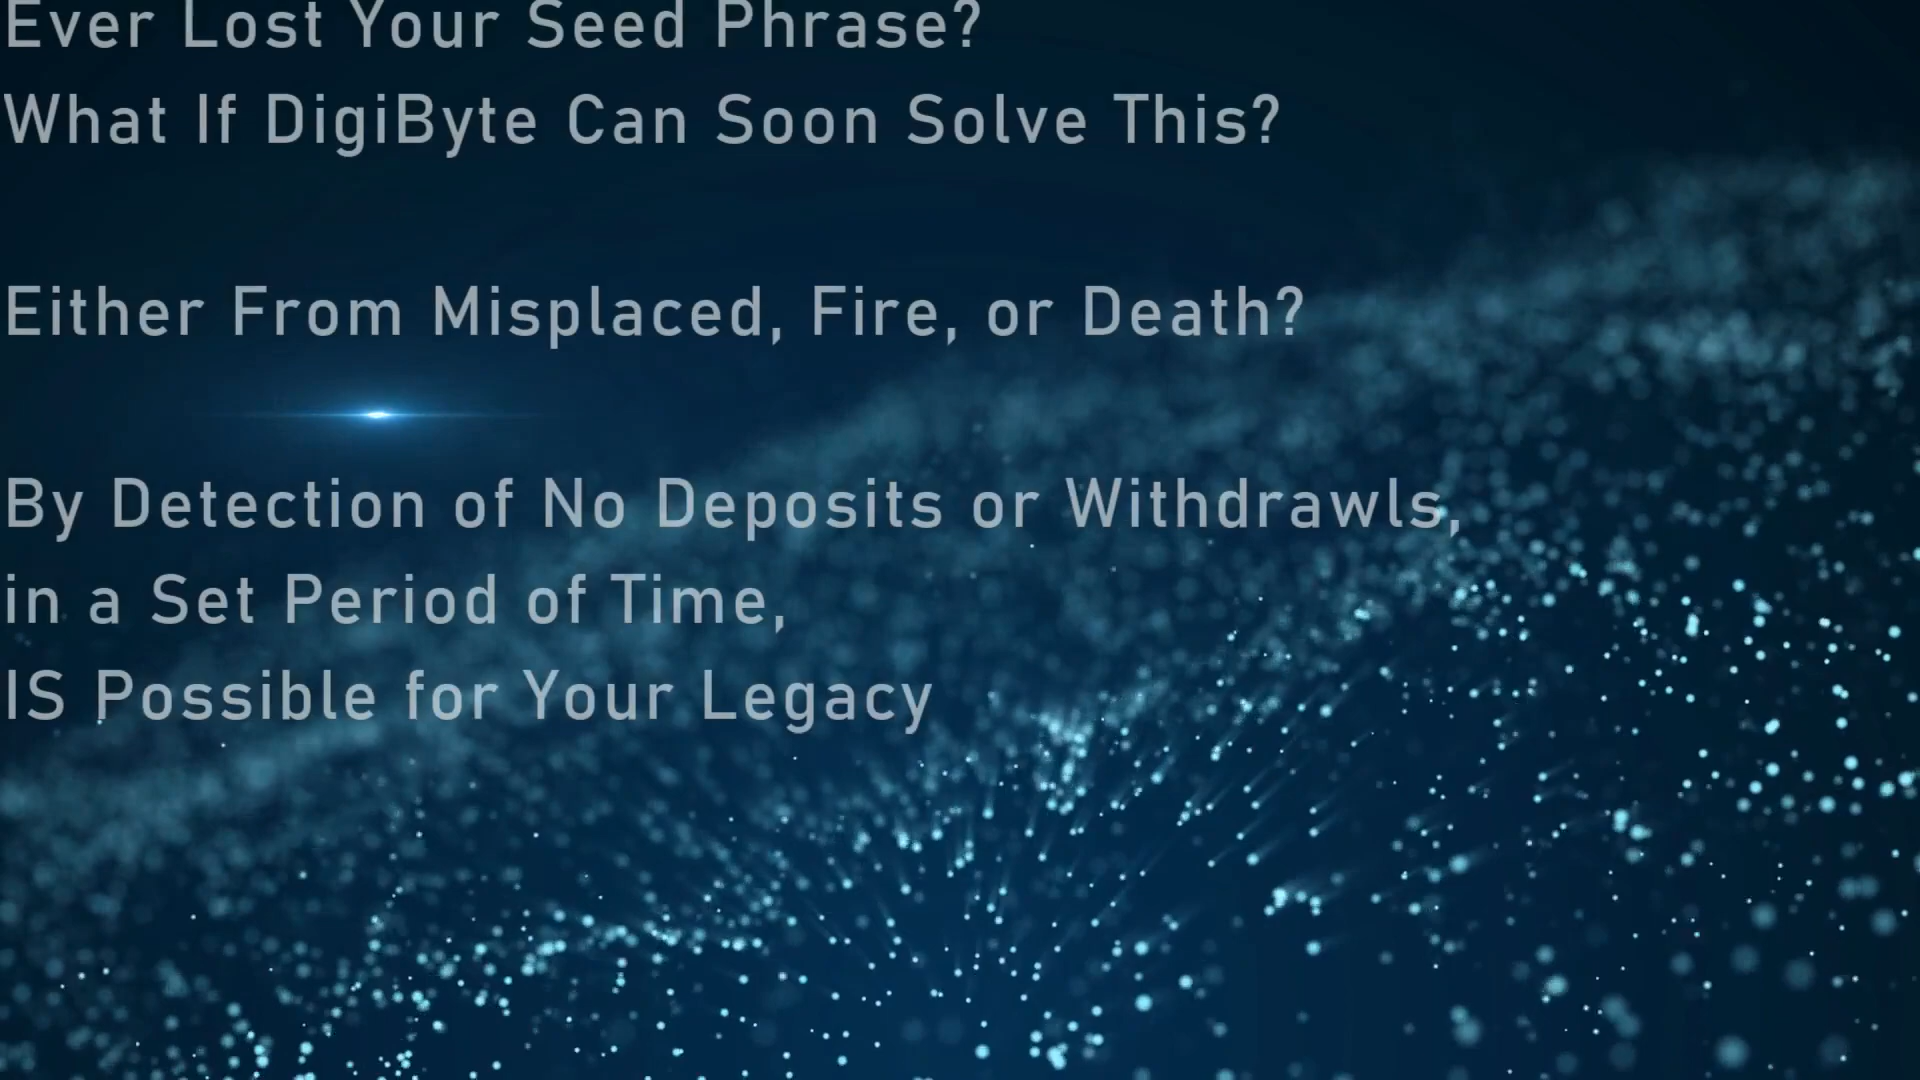 Ever Lost Your Seed Phrase?
What If DigiByte Can Soon Solve This?
Either From Misplaced, Fire, or Death?
By Detection of No Deposits or Withdrawls,
in a Set Period of Time,
IS Possible for Your Legacy